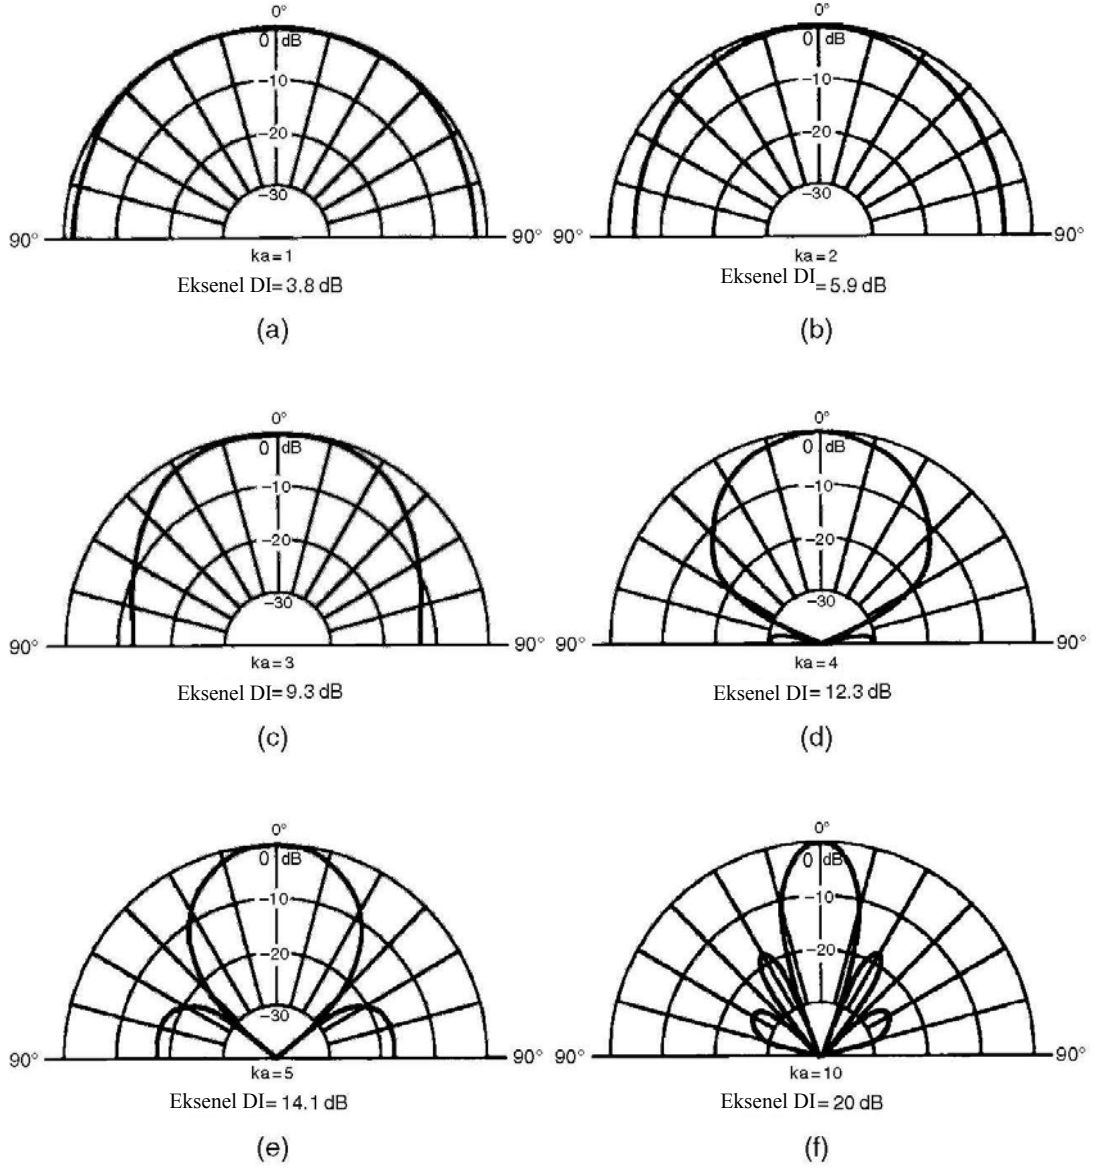 0° 0°
0 dB 0 dB
−10 −10
−20 −20
−30 −30
90° 90° 90° 90°
ka=1 ka=2
Eksenel DI=3.8 dB Eksenel DI=5.9 dB
(a) (b)
0° 0°
0 dB 0 dB
−10 −10
−20 −20
−30 −30
90° 90° 90° 90°
ka=3 ka=4
Eksenel DI=9.3 dB Eksenel DI=12.3 dB
(c) (d)
0° 0°
0 dB 0 dB
−10 −10
−20 −20
−30
90° 90° 90° 90°
ka=5 ka=10
Eksenel DI=14.1 dB Eksenel DI=20 dB
(e) (f)